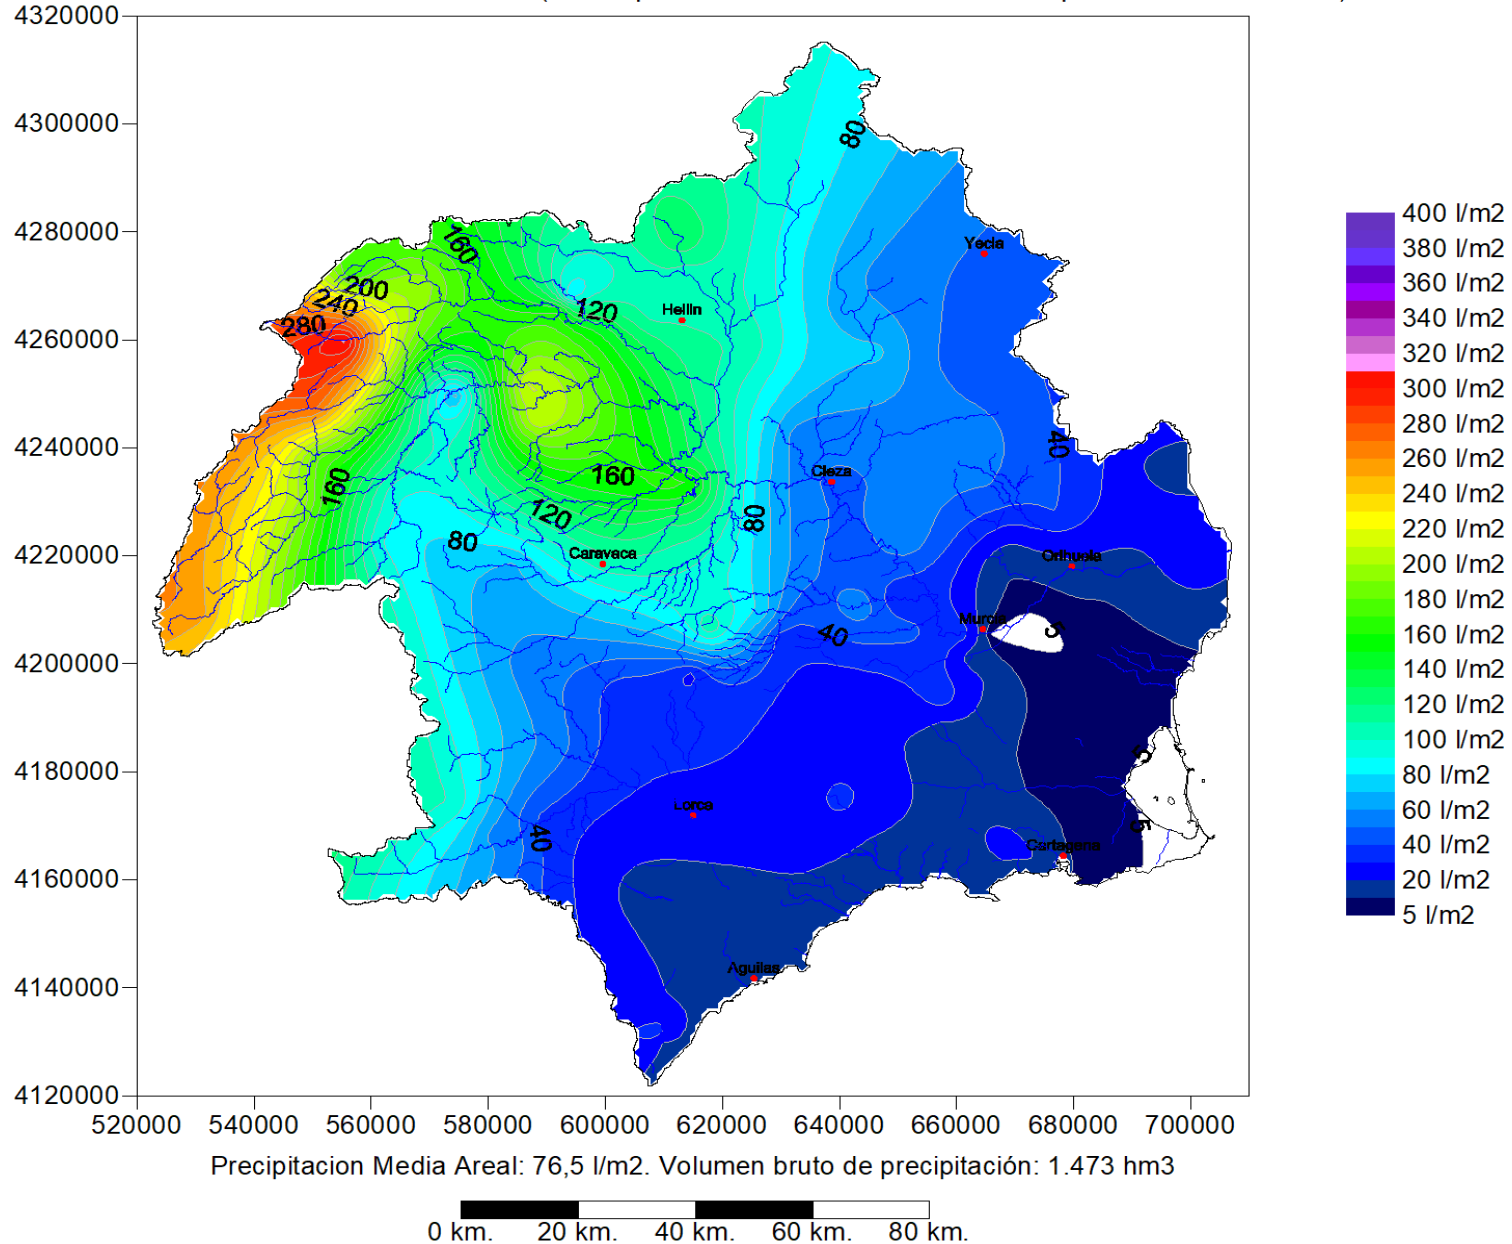 4320000
4300000
4280000
4260000
4240000
4220000
4200000
4180000
4160000
4140000
4120000
520000 540000 560000 580000 600000 620000 640000 660000 680000 700000
80
160
200
240
280
120
160
160
120
80
80
40
40
40
5
5
5
Yecla
Hellin
Cieza
Caravaca
Orihuela
Murcia
Lorca
Cartagena
Aguilas
400 l/m2
380 l/m2
360 l/m2
340 l/m2
320 l/m2
300 l/m2
280 l/m2
260 l/m2
240 l/m2
220 l/m2
200 l/m2
180 l/m2
160 l/m2
140 l/m2
120 l/m2
100 l/m2
80 l/m2
60 l/m2
40 l/m2
20 l/m2
5 l/m2
Precipitacion Media Areal: 76,5 l/m2. Volumen bruto de precipitación: 1.473 hm3
0 km. 20 km. 40 km. 60 km. 80 km.